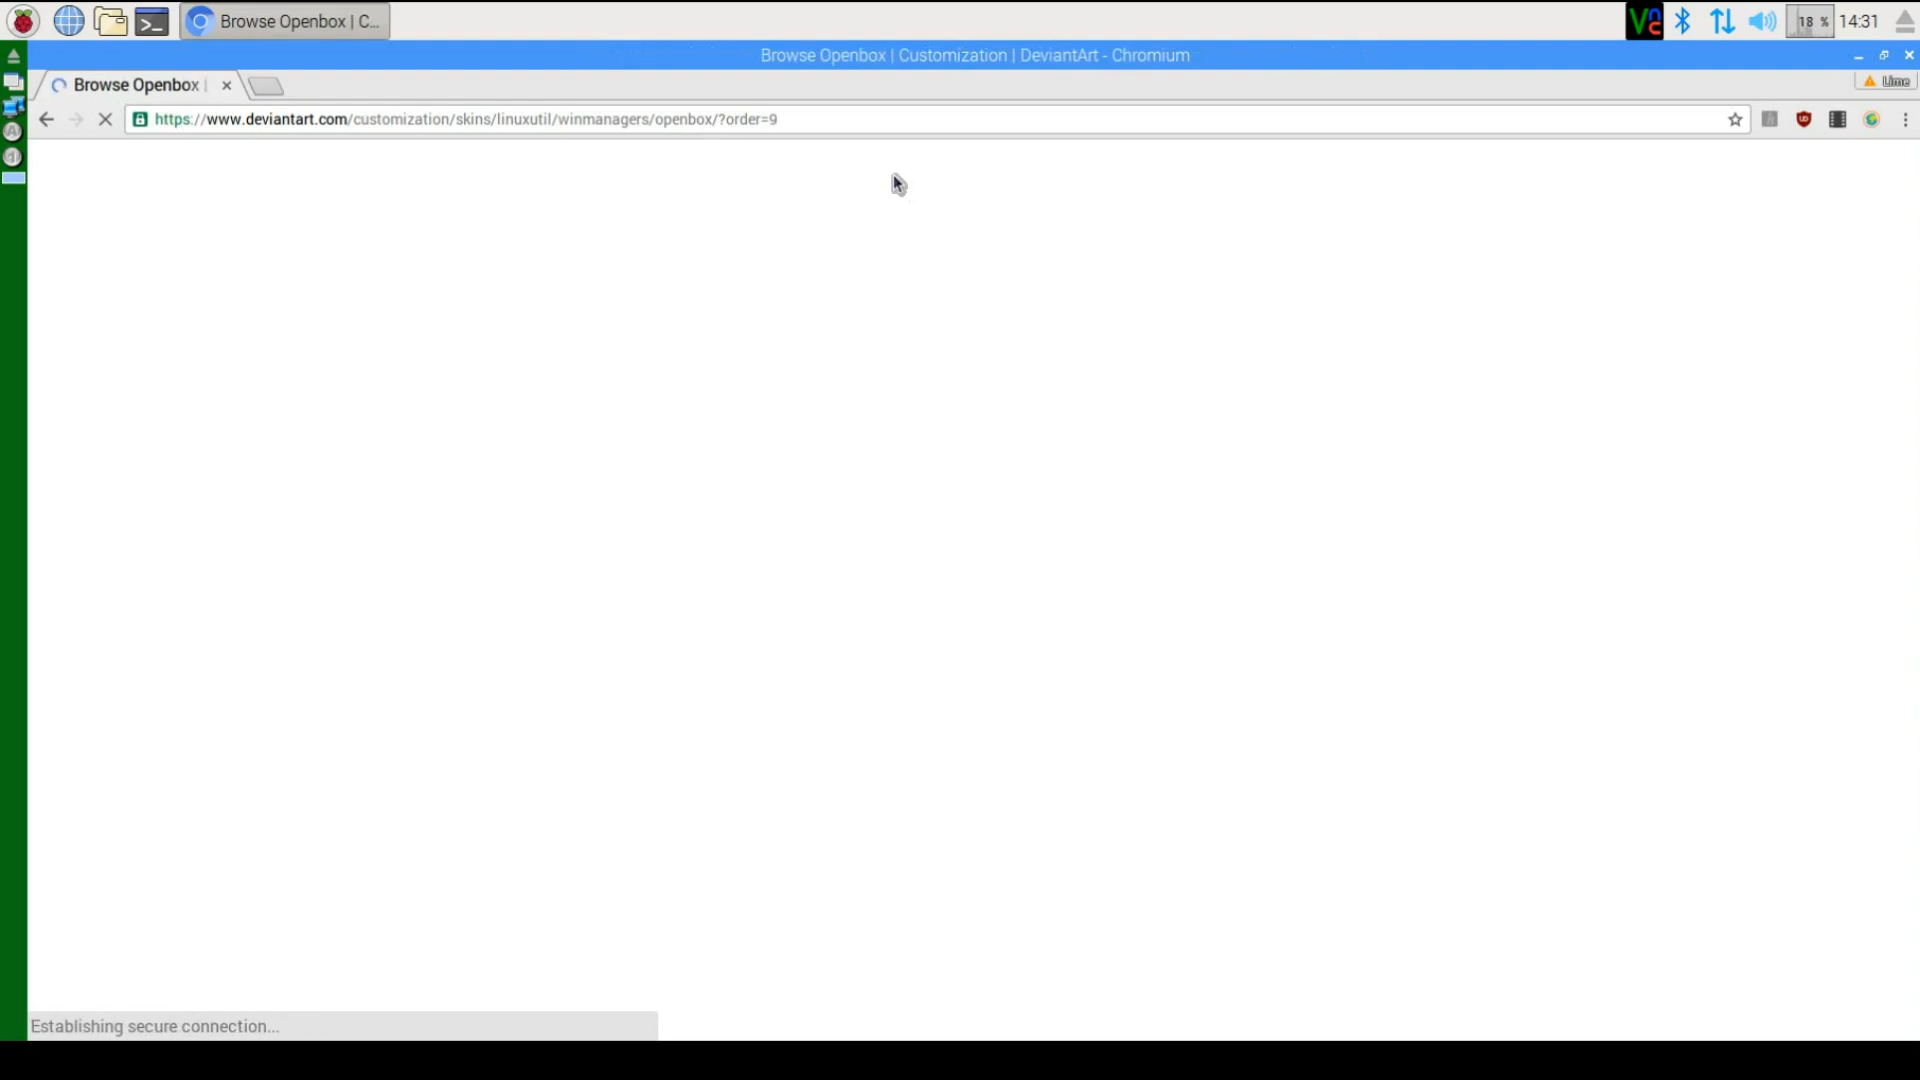 Browse Openbox | C...
18 %
14:31
Browse Openbox | Customization | DeviantArt - Chromium
Browse Openbox |
Lime
https://www.deviantart.com/customization/skins/linuxutil/winmanagers/openbox/?order=9
Establishing secure connection...